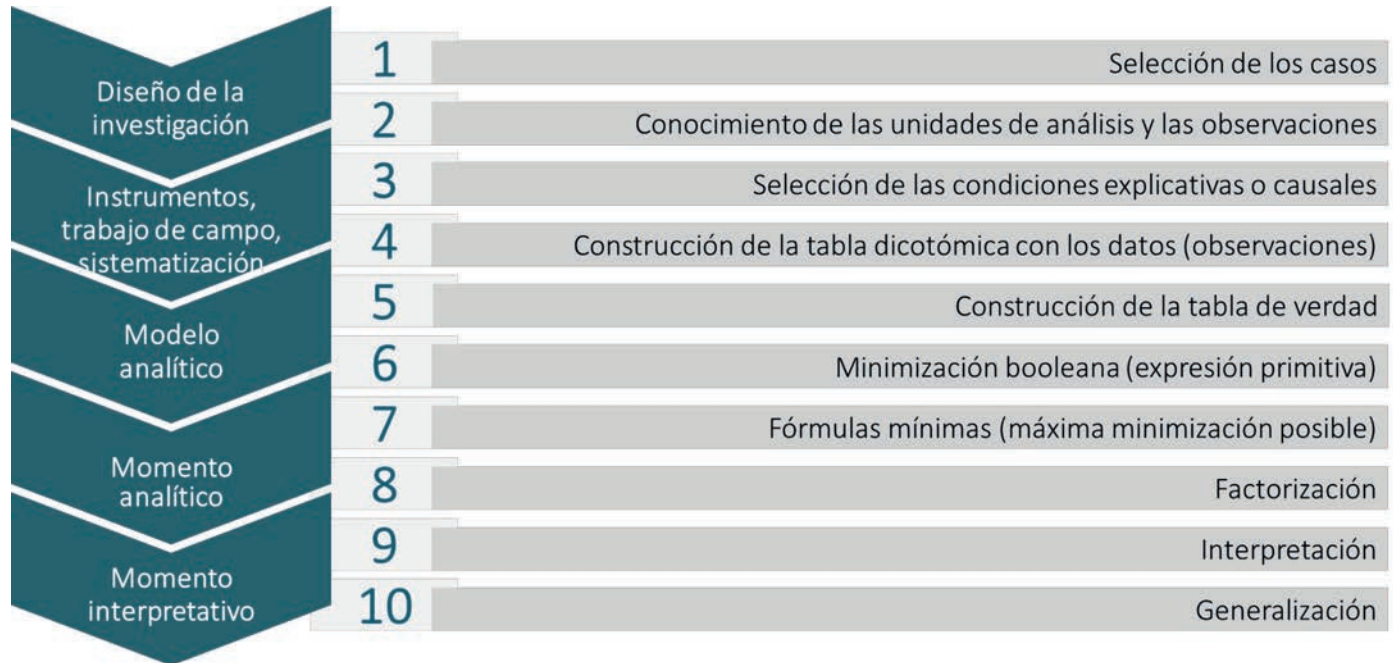 Diseño de la
investigación
Instrumentos,
trabajo de campo,
sistematización
Modelo
analítico
Momento
analítico
Momento
interpretativo
1 Selección de los casos
2 Conocimiento de las unidades de análisis y las observaciones
3 Selección de las condiciones explicativas o causales
4 Construcción de la tabla dicotómica con los datos (observaciones)
5 Construcción de la tabla de verdad
6 Minimización booleana (expresión primitiva)
7 Fórmulas mínimas (máxima minimización posible)
8 Factorización
9 Interpretación
10 Generalización